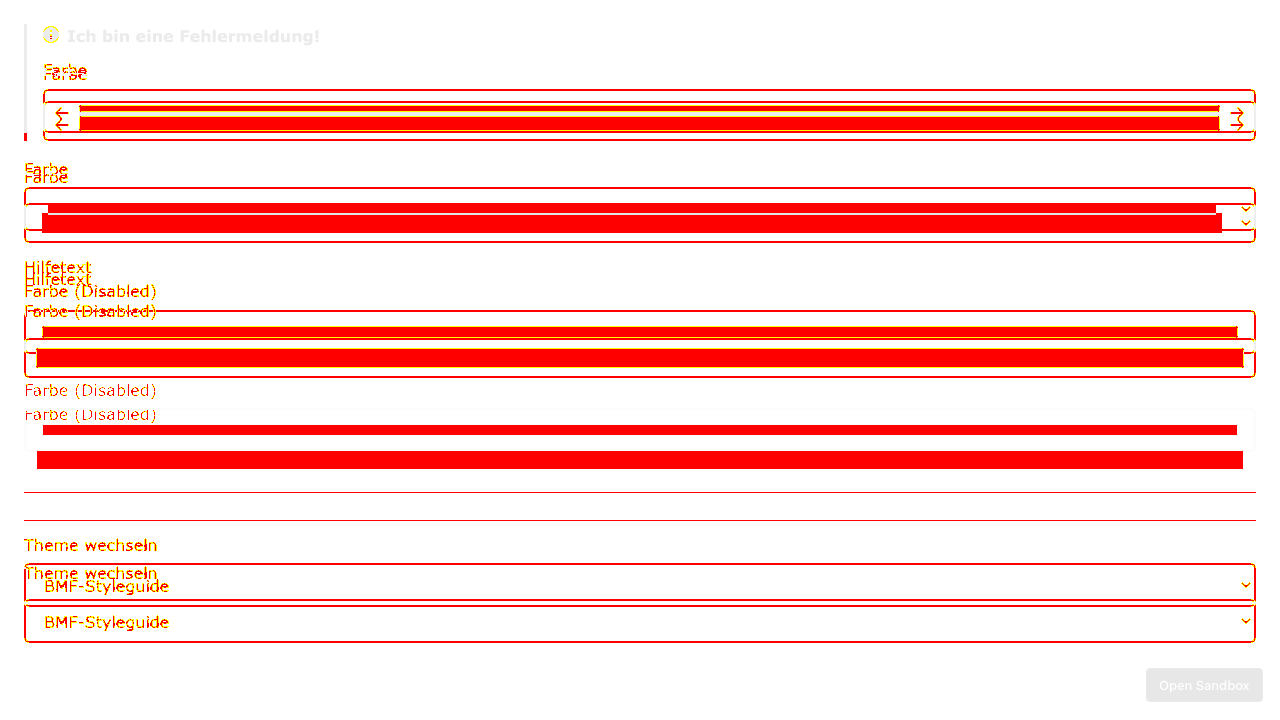 Ich bin eine Fehlermeldung!
Farbe
Farbe
Farbe
Farbe
Hilfetext
Hilfetext
Farbe (Disabled)
Farbe (Disabled)
Farbe (Disabled)
Farbe (Disabled)
Theme wechseln
Theme wechseln
BMF-Styleguide
BMF-Styleguide
Open Sandbox